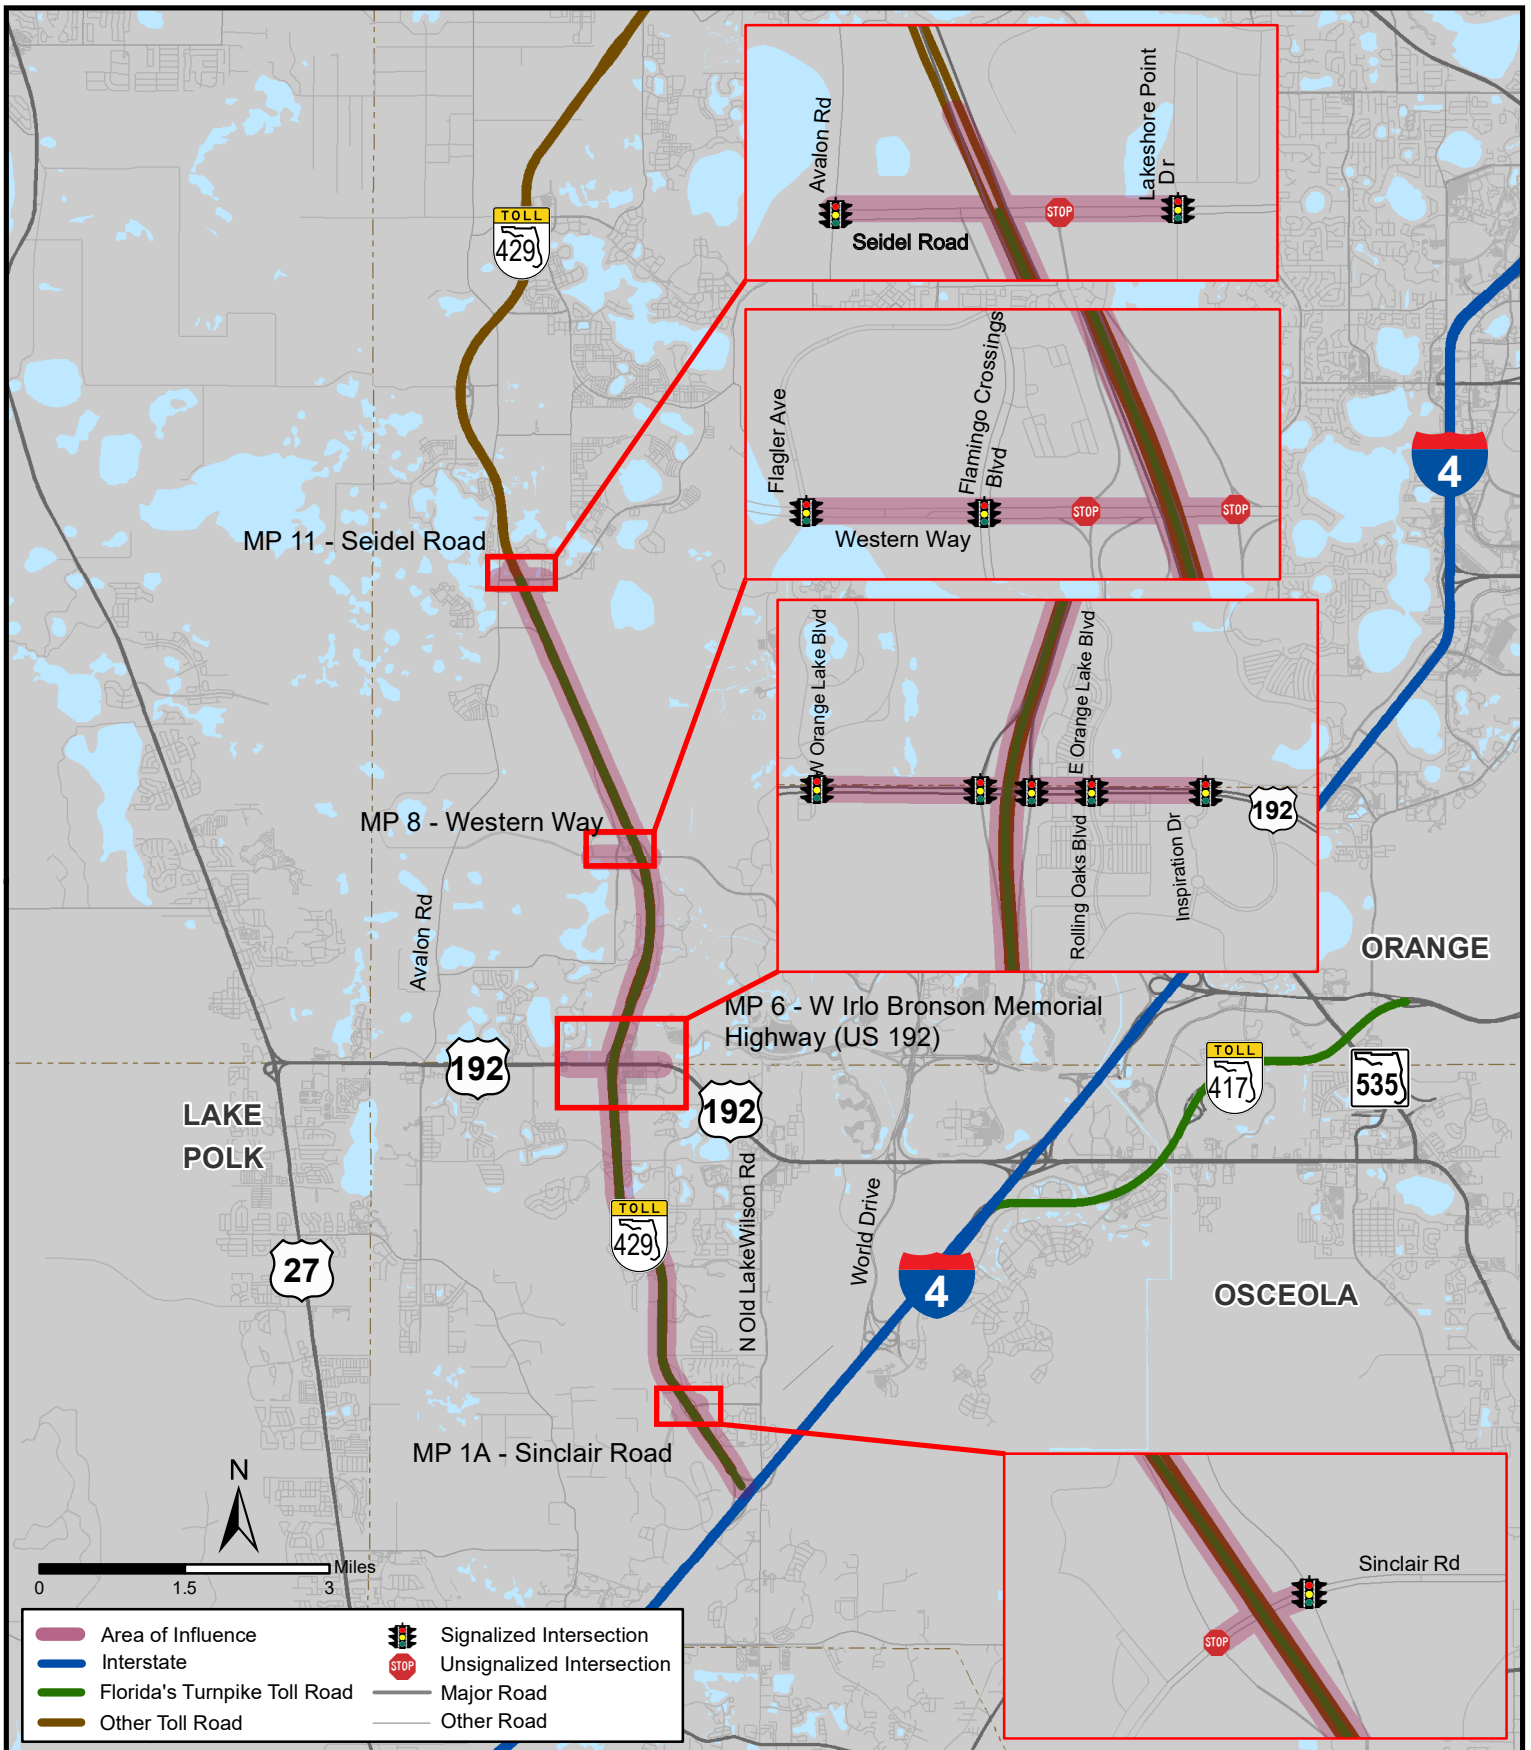 TOLL
429
Avalon Rd
Lakeshore Point
Dr
STOP
Seidel Road
Flagler Ave
Flamingo Crossings
Blvd
STOP
STOP
Western Way
4
MP 11 - Seidel Road
W Orange Lake Blvd
E Orange Lake Blvd
Rolling Oaks Blvd
Inspiration Dr
192
MP 8 - Western Way
Avalon Rd
ORANGE
MP 6 - W Irlo Bronson Memorial
Highway (US 192)
192
192
TOLL
417
535
LAKE
POLK
N Old LakeWilson Rd
World Drive
TOLL
429
27
4
OSCEOLA
MP 1A - Sinclair Road
Sinclair Rd
STOP
N
Miles
0 1.5 3
Area of Influence
Interstate
Florida's Turnpike Toll Road
Other Toll Road
Signalized Intersection
STOP
Unsignalized Intersection
Major Road
Other Road